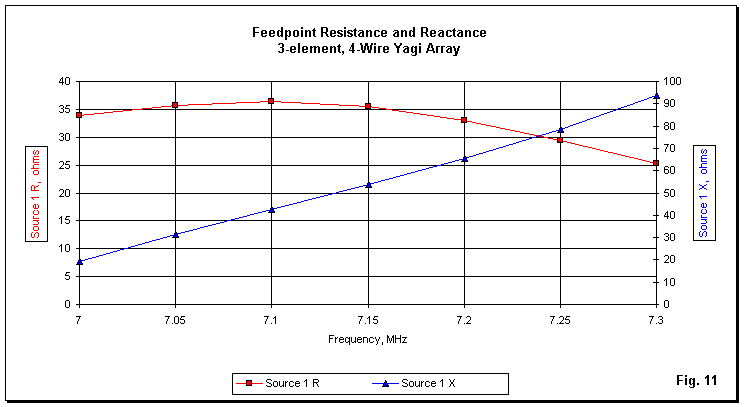 Feedpoint Resistance and Reactance
3-element, 4-Wire Yagi Array
40
35
30
25
20
15
10
5
0
Source 1 R, ohms
100
90
80
70
60
50
40
30
20
10
0
Source 1 X, ohms
7 7.05 7.1 7.15 7.2 7.25 7.3
Frequency, MHz
Source 1 R Source 1 X
Fig. 11